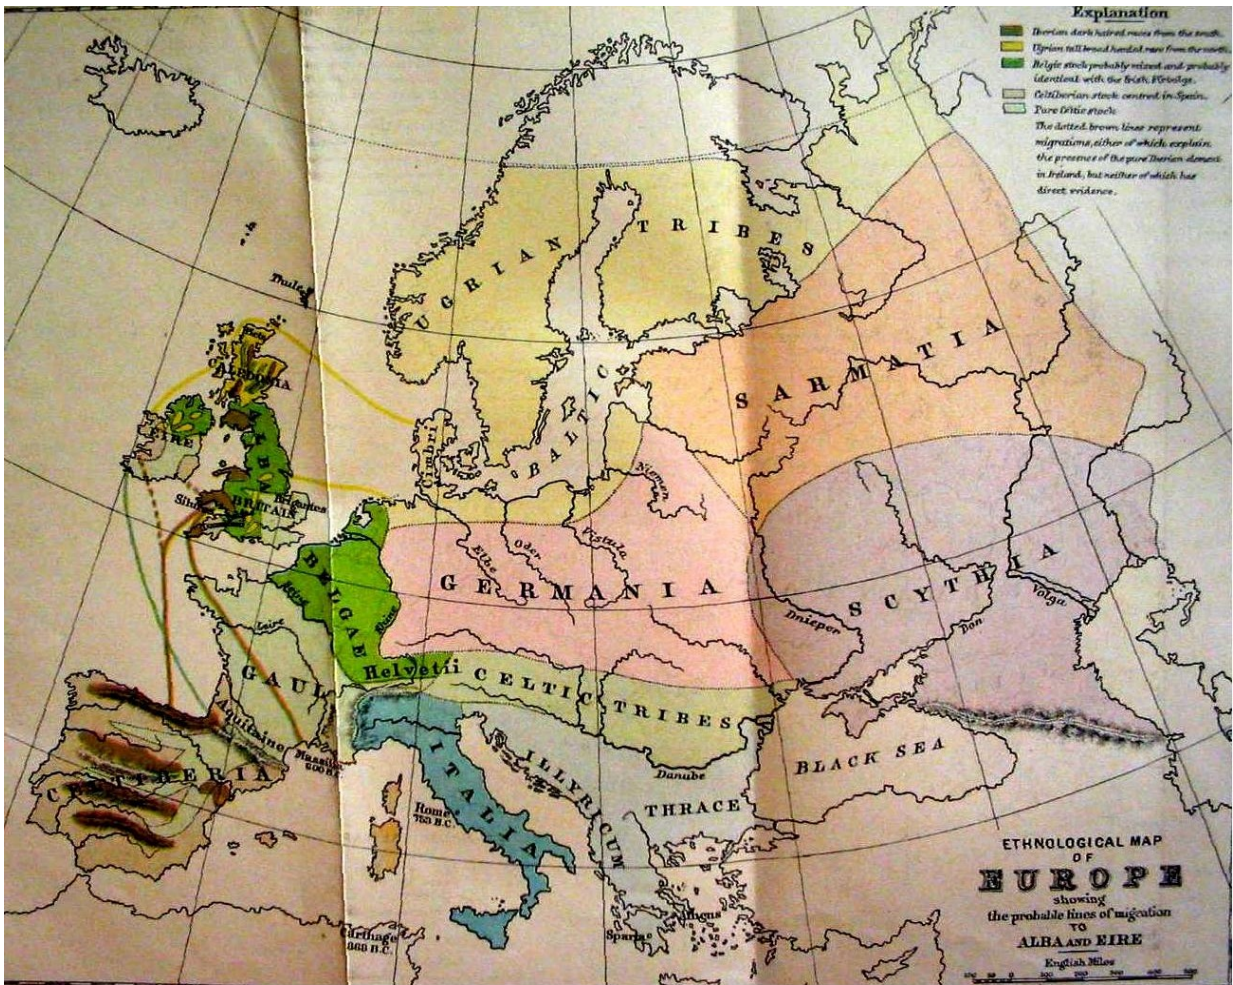 Explanation
Iberian dark haired races from the south.
Ugrian tall broad headed race from the north.
Belgic stock probably mixed and probably
identical with the Irish Firbolgs.
Celtiberian stock centred in Spain.
Pure Celtic stock
The dotted brown lines represent
migrations, either of which explain
the presence of the pure Iberian element
in Ireland, but neither of which has
direct evidence.
Thule
UGRIAN TRIBES
Picts
CALEDONIA
EIRE
BRITAIN
Brigantes
Cimbri
BALTIC
SARMATIA
Niemen
Vistula
Oder
Elbe
GERMANIA
SCYTHIA
Dnieper
Don
Volga
BELGAE
Seine
Loire
GAUL
Helvetii
CELTIC TRIBES
Aquitaine
Massilia
600 B.C.
CELTIBERIA
ITALIA
Rome
753 B.C.
ILLYRICUM
Danube
THRACE
BLACK SEA
Athens
Sparta
Carthage
868 B.C.
ETHNOLOGICAL MAP
OF
EUROPE
showing
the probable lines of migration
TO
ALBA AND EIRE
English Miles